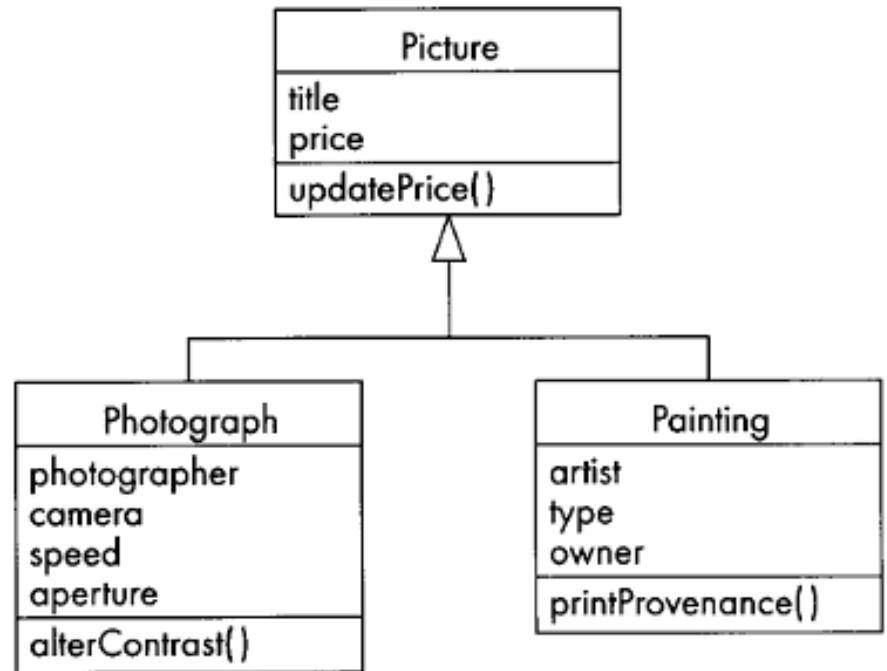 Picture
title
price
updatePrice()
Photograph
photographer
camera
speed
aperture
alterContrast()
Painting
artist
type
owner
printProvenance()